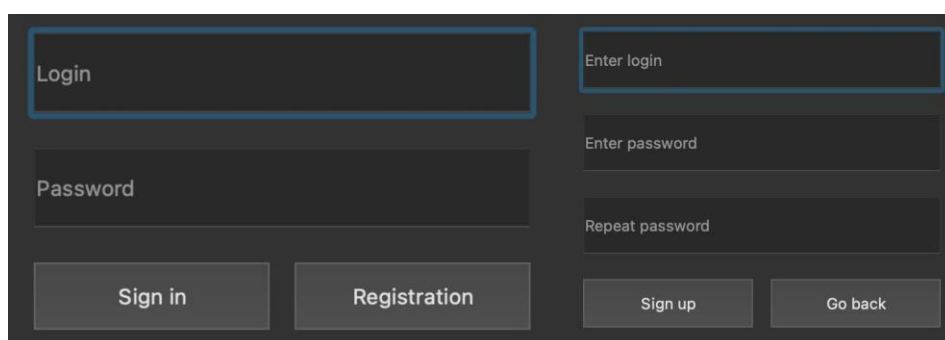 Login
Password
Sign in Registration
Enter login
Enter password
Repeat password
Sign up Go back